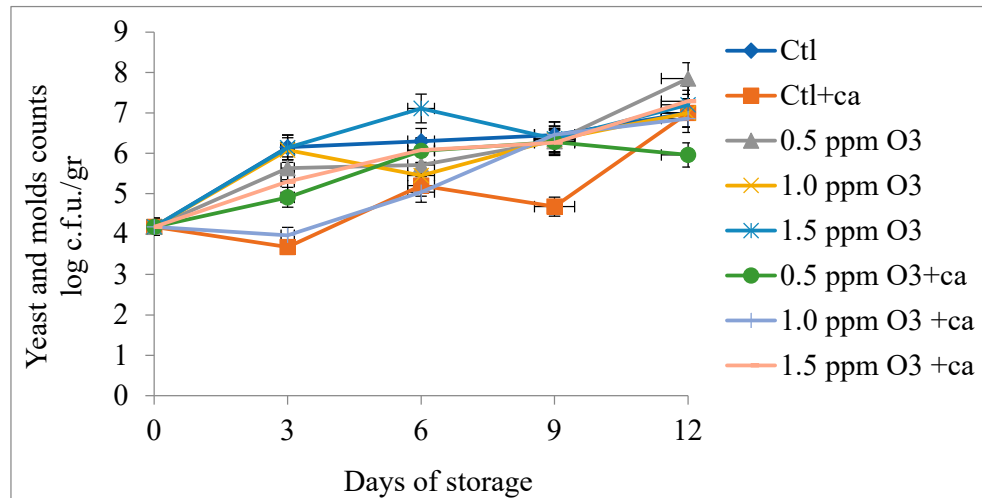 9
8
7
6
5
4
3
2
1
0
Yeast and molds counts
log c.f.u./gr
0 3 6 9 12
Days of storage
Ctl
Ctl+ca
0.5 ppm O3
1.0 ppm O3
1.5 ppm O3
0.5 ppm O3+ca
1.0 ppm O3 +ca
1.5 ppm O3 +ca